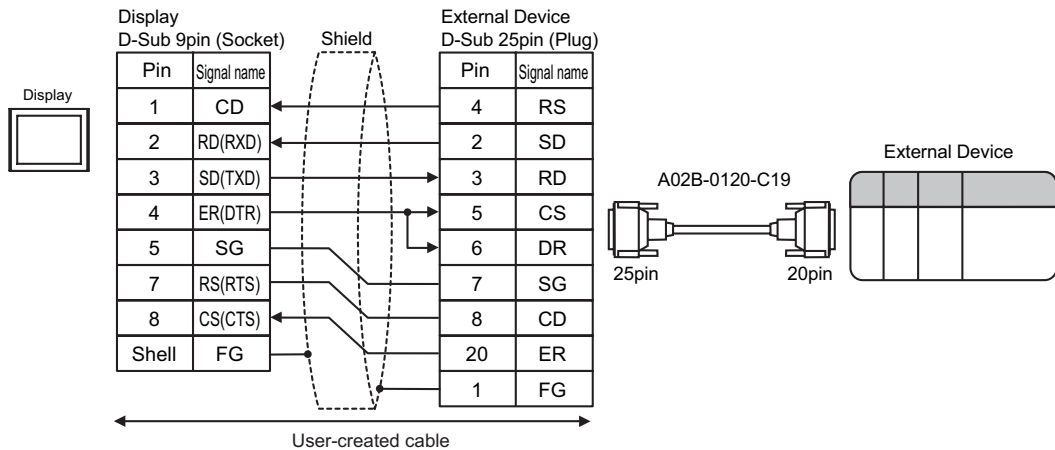 Display
D-Sub 9pin (Socket)
Shield
External Device
D-Sub 25pin (Plug)
Pin Signal name
Pin Signal name
Display
1 CD
4 RS
2 RD(RXD)
2 SD
3 SD(TXD)
3 RD
4 ER(DTR)
5 CS
5 SG
6 DR
7 RS(RTS)
7 SG
8 CS(CTS)
8 CD
Shell FG
20 ER
1 FG
User-created cable
A02B-0120-C19
25pin
20pin
External Device